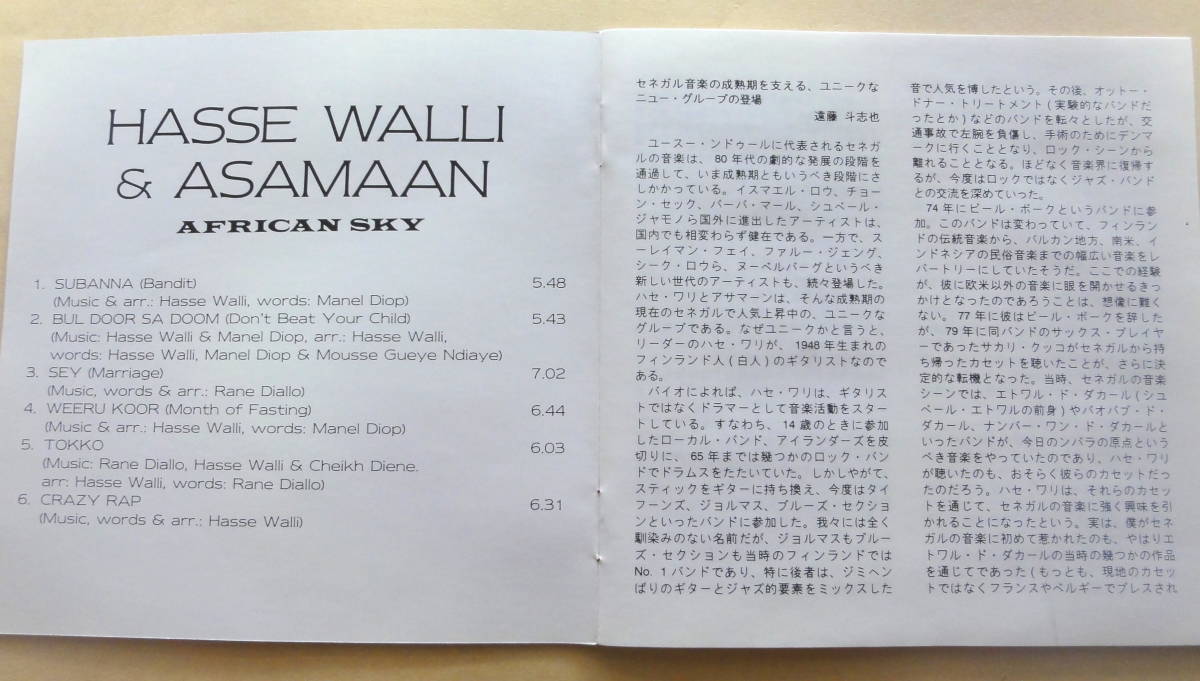 HASSE WALLI
& ASAMAAN
AFRICAN SKY
1. SUBANNA (Bandit) 5.48
(Music & arr.: Hasse Walli, words: Manel Diop)
2. BUL DOOR SA DOOM (Don't Beat Your Child) 5.43
(Music: Hasse Walli & Manel Diop, arr.: Hasse Walli,
words: Hasse Walli, Manel Diop & Mousse Gueye Ndiaye)
3. SEY (Marriage) 7.02
(Music, words & arr.: Rane Diallo)
4. WEERU KOOR (Month of Fasting) 6.44
(Music & arr.: Hasse Walli, words: Manel Diop)
5. TOKKO 6.03
(Music: Rane Diallo, Hasse Walli & Cheikh Diene.
arr: Hasse Walli, words: Rane Diallo)
6. CRAZY RAP 6.31
(Music, words & arr.: Hasse Walli)
セネガル音楽の成熟期を支える、ユニークな
ニュー・グループの登場
遠藤 斗志也
ユースー・ンドゥールに代表されるセネガ
ルの音楽は、80年代の劇的な発展の段階を
通過して、いま成熟期ともいうべき段階にさ
しかかっている。イスマエル・ロウ、チョー
ン・セック、バーバ・マール、シュペール・
ジャモノら国外に進出したアーティストは、
国内でも相変わらず健在である。一方で、ス
ーレイマン・フェイ、ファルー・ジェング、
シーク・ロウら、ヌーベルバーグというべき
新しい世代のアーティストも、続々登場した。
ハセ・ワリとアサマーンは、そんな成熟期の
現在のセネガルで人気上昇中の、ユニークな
グループである。なぜユニークかと言うと、
リーダーのハセ・ワリが、1948年生まれの
フィンランド人(白人)のギタリストなので
ある。
バイオによれば、ハセ・ワリは、ギタリス
トではなくドラマーとして音楽活動をスター
トしている。すなわち、14歳のときに参加
したローカル・バンド、アイランダーズを皮
切りに、65年までは幾つかのロック・バン
ドでドラムスをたたいていた。しかしやがて、
スティックをギターに持ち換え、今度はタイ
フーンズ、ジョルマス、ブルーズ・セクショ
ンといったバンドに参加した。我々には全く
馴染みのない名前だが、ジョルマスもブルー
ズ・セクションも当時のフィンランドでは
No. 1バンドであり、特に後者は、ジミヘン
ばりのギターとジャズ的要素をミックスした
音で人気を博したという。その後、オットー・
ドナー・トリートメント(実験的なバンドだ
ったとか)などのバンドを転々としたが、交
通事故で左腕を負傷し、手術のためにデンマ
ークに行くこととなり、ロック・シーンから
離れることとなる。ほどなく音楽界に復帰す
るが、今度はロックではなくジャズ・バンド
との交流を深めていった。
74年にピール・ポークというバンドに参
加。このバンドは変わっていて、フィンラン
ドの伝統音楽から、バルカン地方、南米、イ
ンドネシアの民俗音楽までの幅広い音楽をレ
パートリーにしていたそうだ。ここでの経験
が、彼に欧米以外の音楽に眼を開かせるきっ
かけとなったのであろうことは、想像に難く
ない。77年に彼はピール・ポークを辞した
が、79年に同バンドのサックス・プレイヤ
ーであったサカリ・クッコがセネガルから持
ち帰ったカセットを聴いたことが、さらに決
定的な転機となった。当時、セネガルの音楽
シーンでは、エトワル・ド・ダカール(シュ
ペール・エトワルの前身)やバオバブ・ド・
ダカール、ナンバー・ワン・ド・ダカールと
いったバンドが、今日のンバラの原点という
べき音楽をやっていたのであり、ハセ・ワリ
が聴いたのも、おそらく彼らのカセットだっ
たのだろう。ハセ・ワリは、それらのカセッ
トを通じて、セネガルの音楽に強く興味を引
かれることになったという。実は、僕がセネ
ガルの音楽に初めて惹かれたのも、やはりエ
トワル・ド・ダカールの当時の幾つかの作品
を通じてであった(もっとも、現地のカセッ
トではなくフランスやベルギーでプレスされ